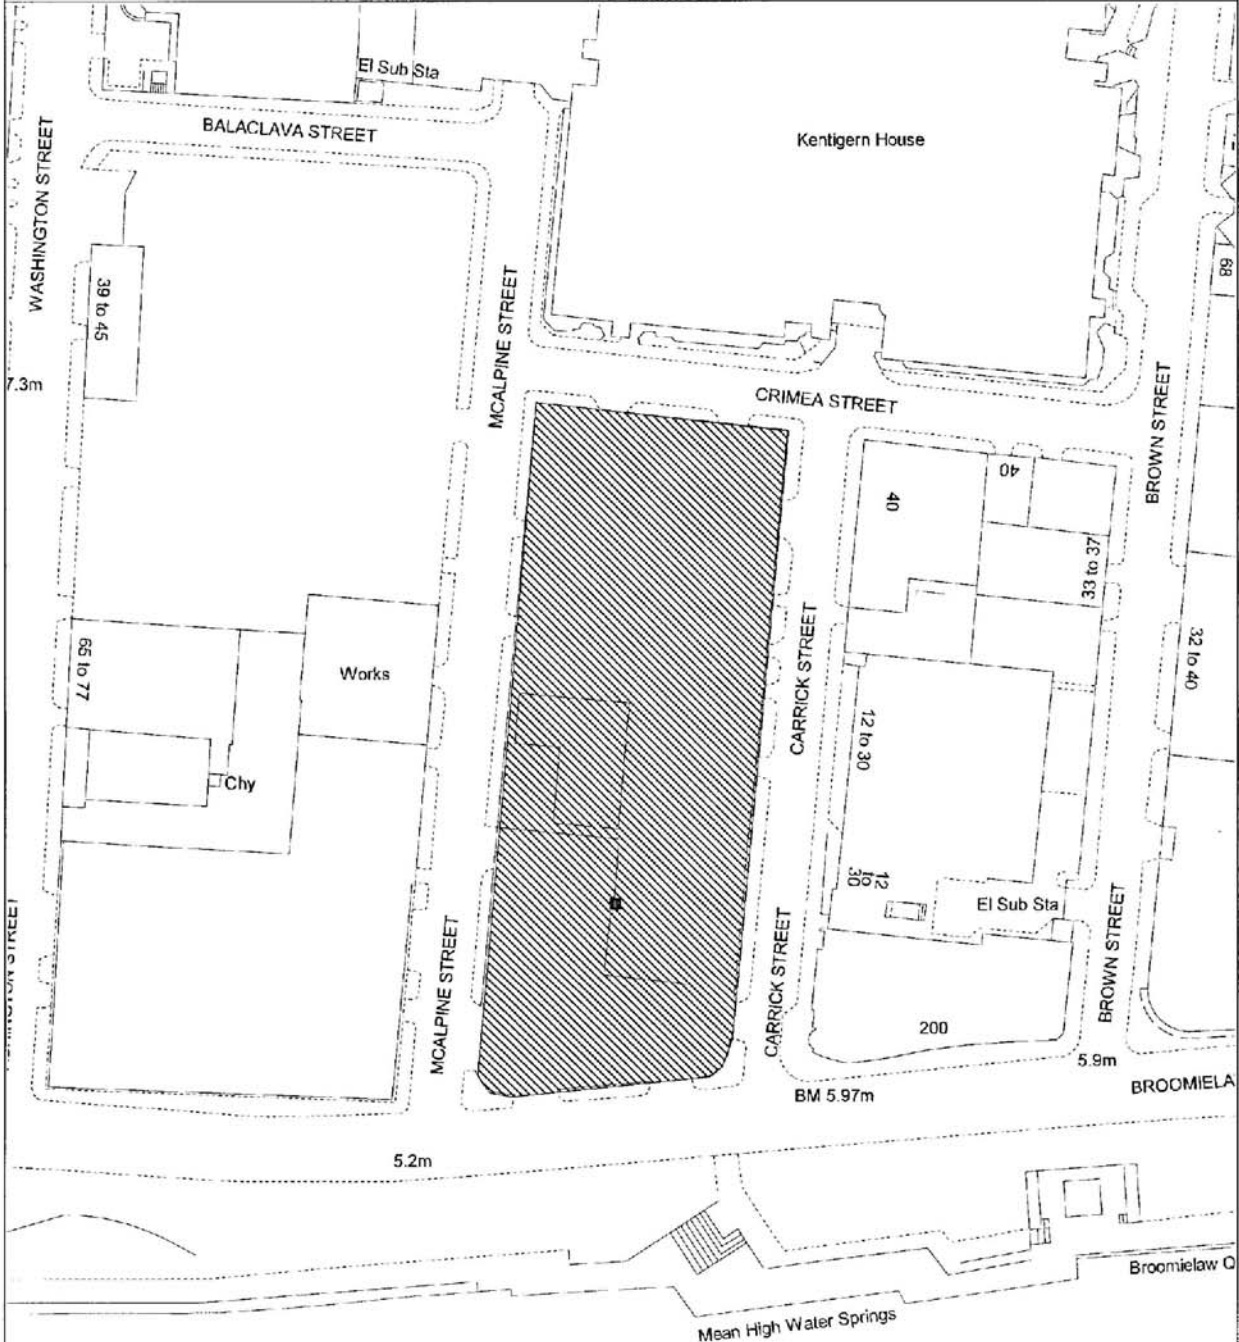 El Sub Sta
BALACLAVA STREET
Kentigern House
WASHINGTON STREET
39 to 45
MCALPINE STREET
68
7.3m
CRIMEA STREET
BROWN STREET
40
40
33 to 37
32 to 40
65 to 77
Works
CARRICK STREET
12 to 30
Chy
12
to
30
El Sub Sta
MCALPINE STREET
CARRICK STREET
BROWN STREET
200
5.9m
BM 5.97m
BROOMIELA
5.2m
Broomielaw Q
Mean High Water Springs